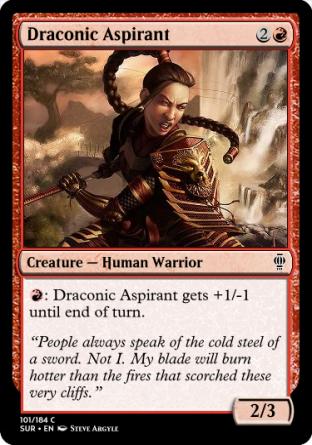 Draconic Aspirant 2
Creature — Human Warrior
: Draconic Aspirant gets +1/-1
until end of turn.
“People always speak of the cold steel of
a sword. Not I. My blade will burn
hotter than the fires that scorched these
very cliffs.”
2/3
101/184 C
SUR • EN Steve Argyle